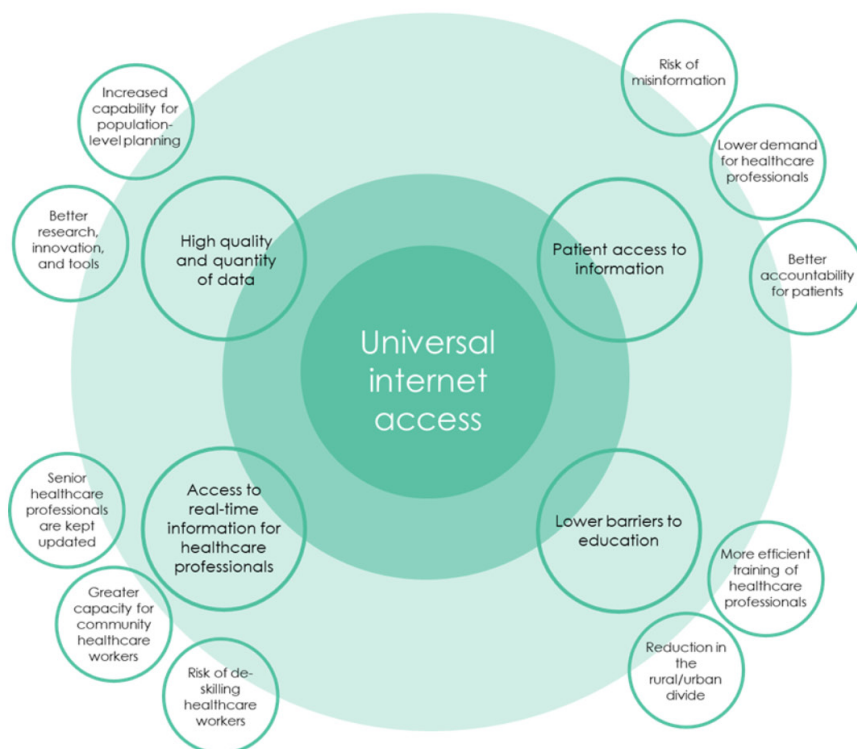 Increased
capability for
population-
level planning
Better
research,
innovation,
and tools
High quality
and quantity
of data
Risk of
misinformation
Lower demand
for healthcare
professionals
Better
accountability
for patients
Patient access to
information
Universal
internet
access
Senior
healthcare
professionals
are kept
updated
Greater
capacity for
community
healthcare
workers
Risk of de-
skilling
healthcare
workers
Access to
real-time
information for
healthcare
professionals
Lower barriers to
education
More efficient
training of
healthcare
professionals
Reduction in
the
rural/urban
divide